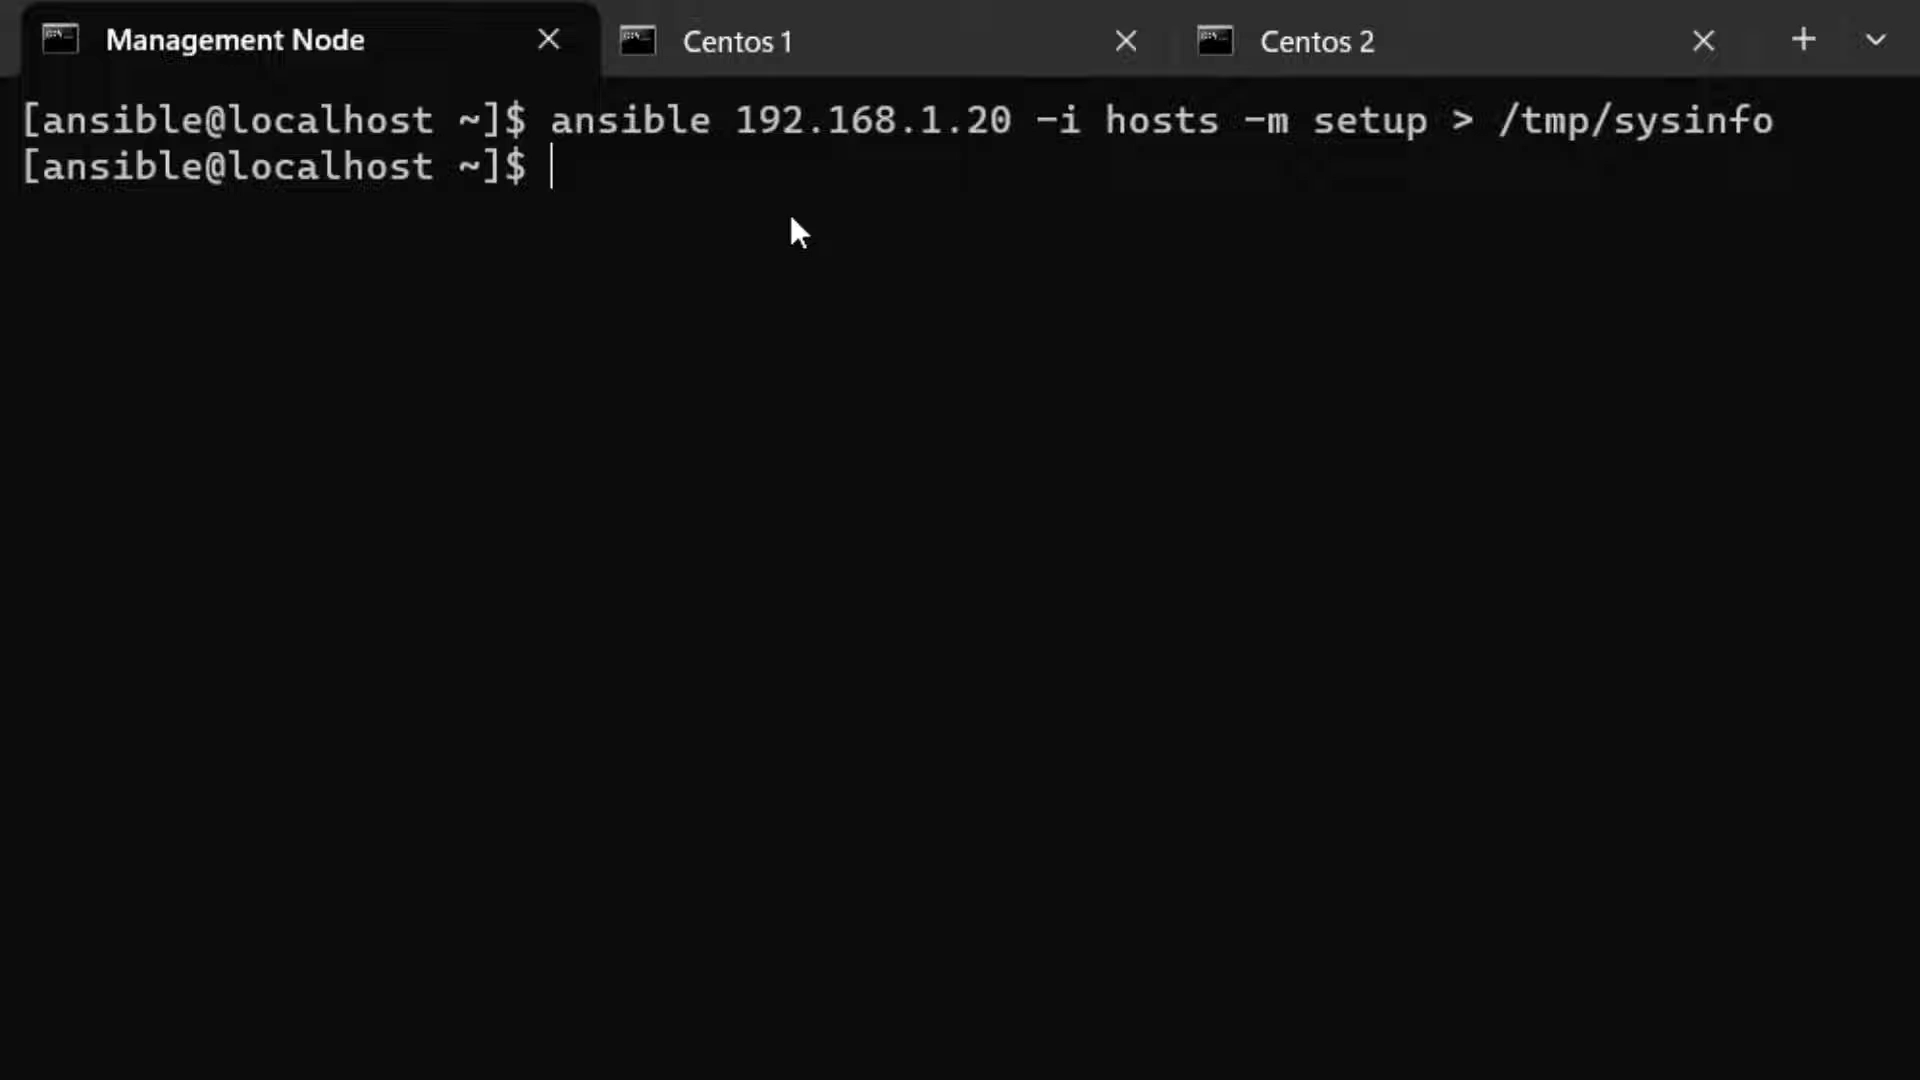 Management Node
Centos 1
Centos 2
[ansible@localhost ~]$ ansible 192.168.1.20 -i hosts -m setup > /tmp/sysinfo
[ansible@localhost ~]$